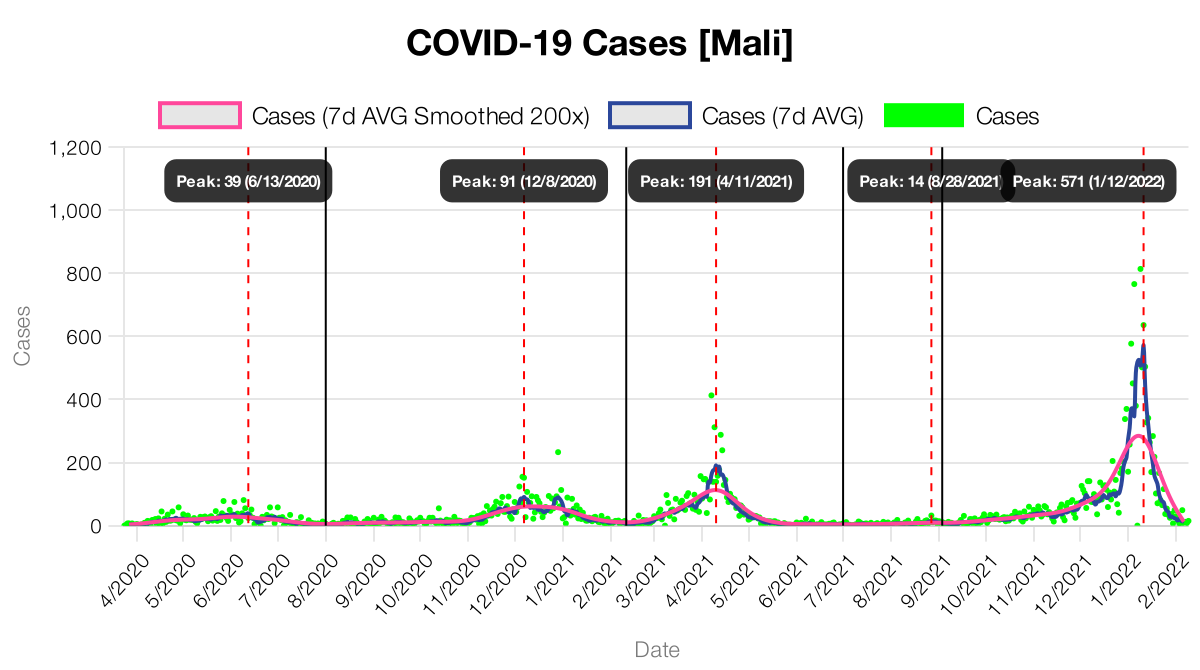 COVID-19 Cases [Mali]
Cases (7d AVG Smoothed 200x) Cases (7d AVG) Cases
1,200
1,000
800
600
400
200
0
Cases
Peak: 39 (6/13/2020) Peak: 91 (12/8/2020) Peak: 191 (4/11/2021) Peak: 14 (8/28/2021) Peak: 571 (1/12/2022)
4/2020 5/2020 6/2020 7/2020 8/2020 9/2020 10/2020 11/2020 12/2020 1/2021 2/2021 3/2021 4/2021 5/2021 6/2021 7/2021 8/2021 9/2021 10/2021 11/2021 12/2021 1/2022 2/2022
Date